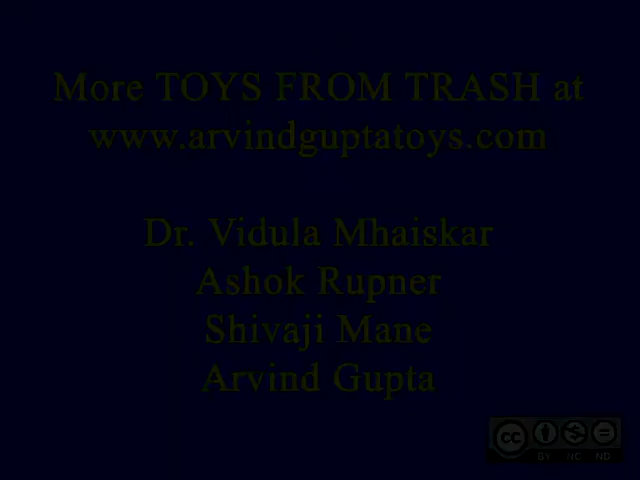 More TOYS FROM TRASH at
www.arvindguptatoys.com
Dr. Vidula Mhaiskar
Ashok Rupner
Shivaji Mane
Arvind Gupta
cc
BY NC ND